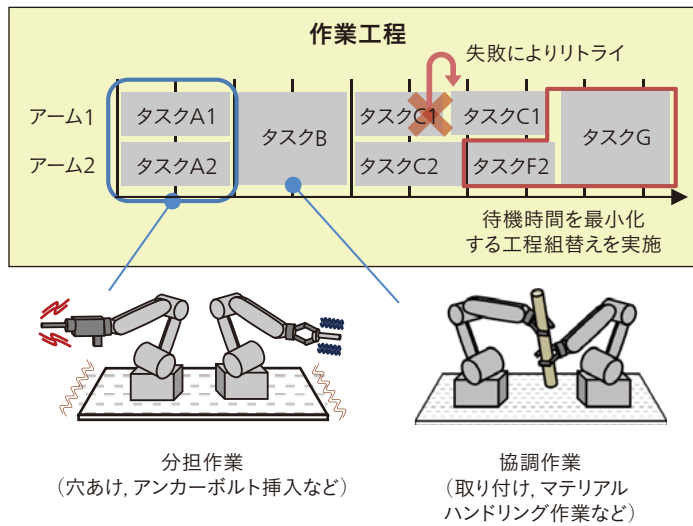 作業工程
失敗によりリトライ
アーム1
タスクA1
タスクB
タスクC1
タスクC1
タスクG
アーム2
タスクA2
タスクC2
タスクF2
待機時間を最小化
する工程組替えを実施
分担作業
（穴あけ, アンカーボルト挿入など）
協調作業
（取り付け, マテリアル
ハンドリング作業など）